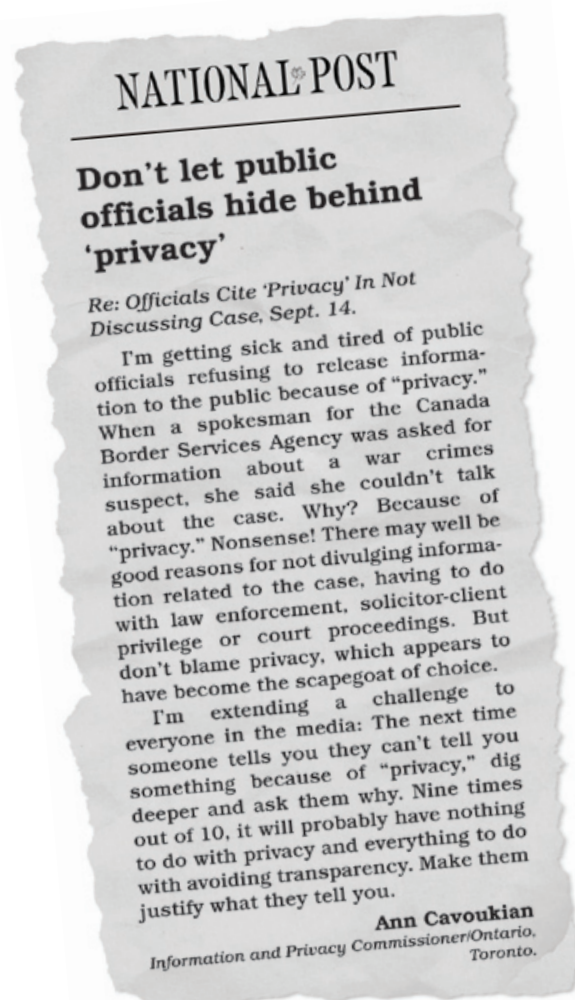 NATIONAL POST
Don't let public
officials hide behind
‘privacy’
Re: Officials Cite ‘Privacy’ In Not
Discussing Case, Sept. 14.
I'm getting sick and tired of public
officials refusing to release informa-
tion to the public because of “privacy.”
When a spokesman for the Canada
Border Services Agency was asked for
information about a war crimes
suspect, she said she couldn't talk
about the case. Why? Because of
“privacy.” Nonsense! There may well be
good reasons for not divulging informa-
tion related to the case, having to do
with law enforcement, solicitor-client
privilege or court proceedings. But
don't blame privacy, which appears to
have become the scapegoat of choice.
I'm extending a challenge to
everyone in the media: The next time
someone tells you they can't tell you
something because of “privacy,” dig
deeper and ask them why. Nine times
out of 10, it will probably have nothing
to do with privacy and everything to do
with avoiding transparency. Make them
justify what they tell you.
Ann Cavoukian
Information and Privacy Commissioner/Ontario,
Toronto.